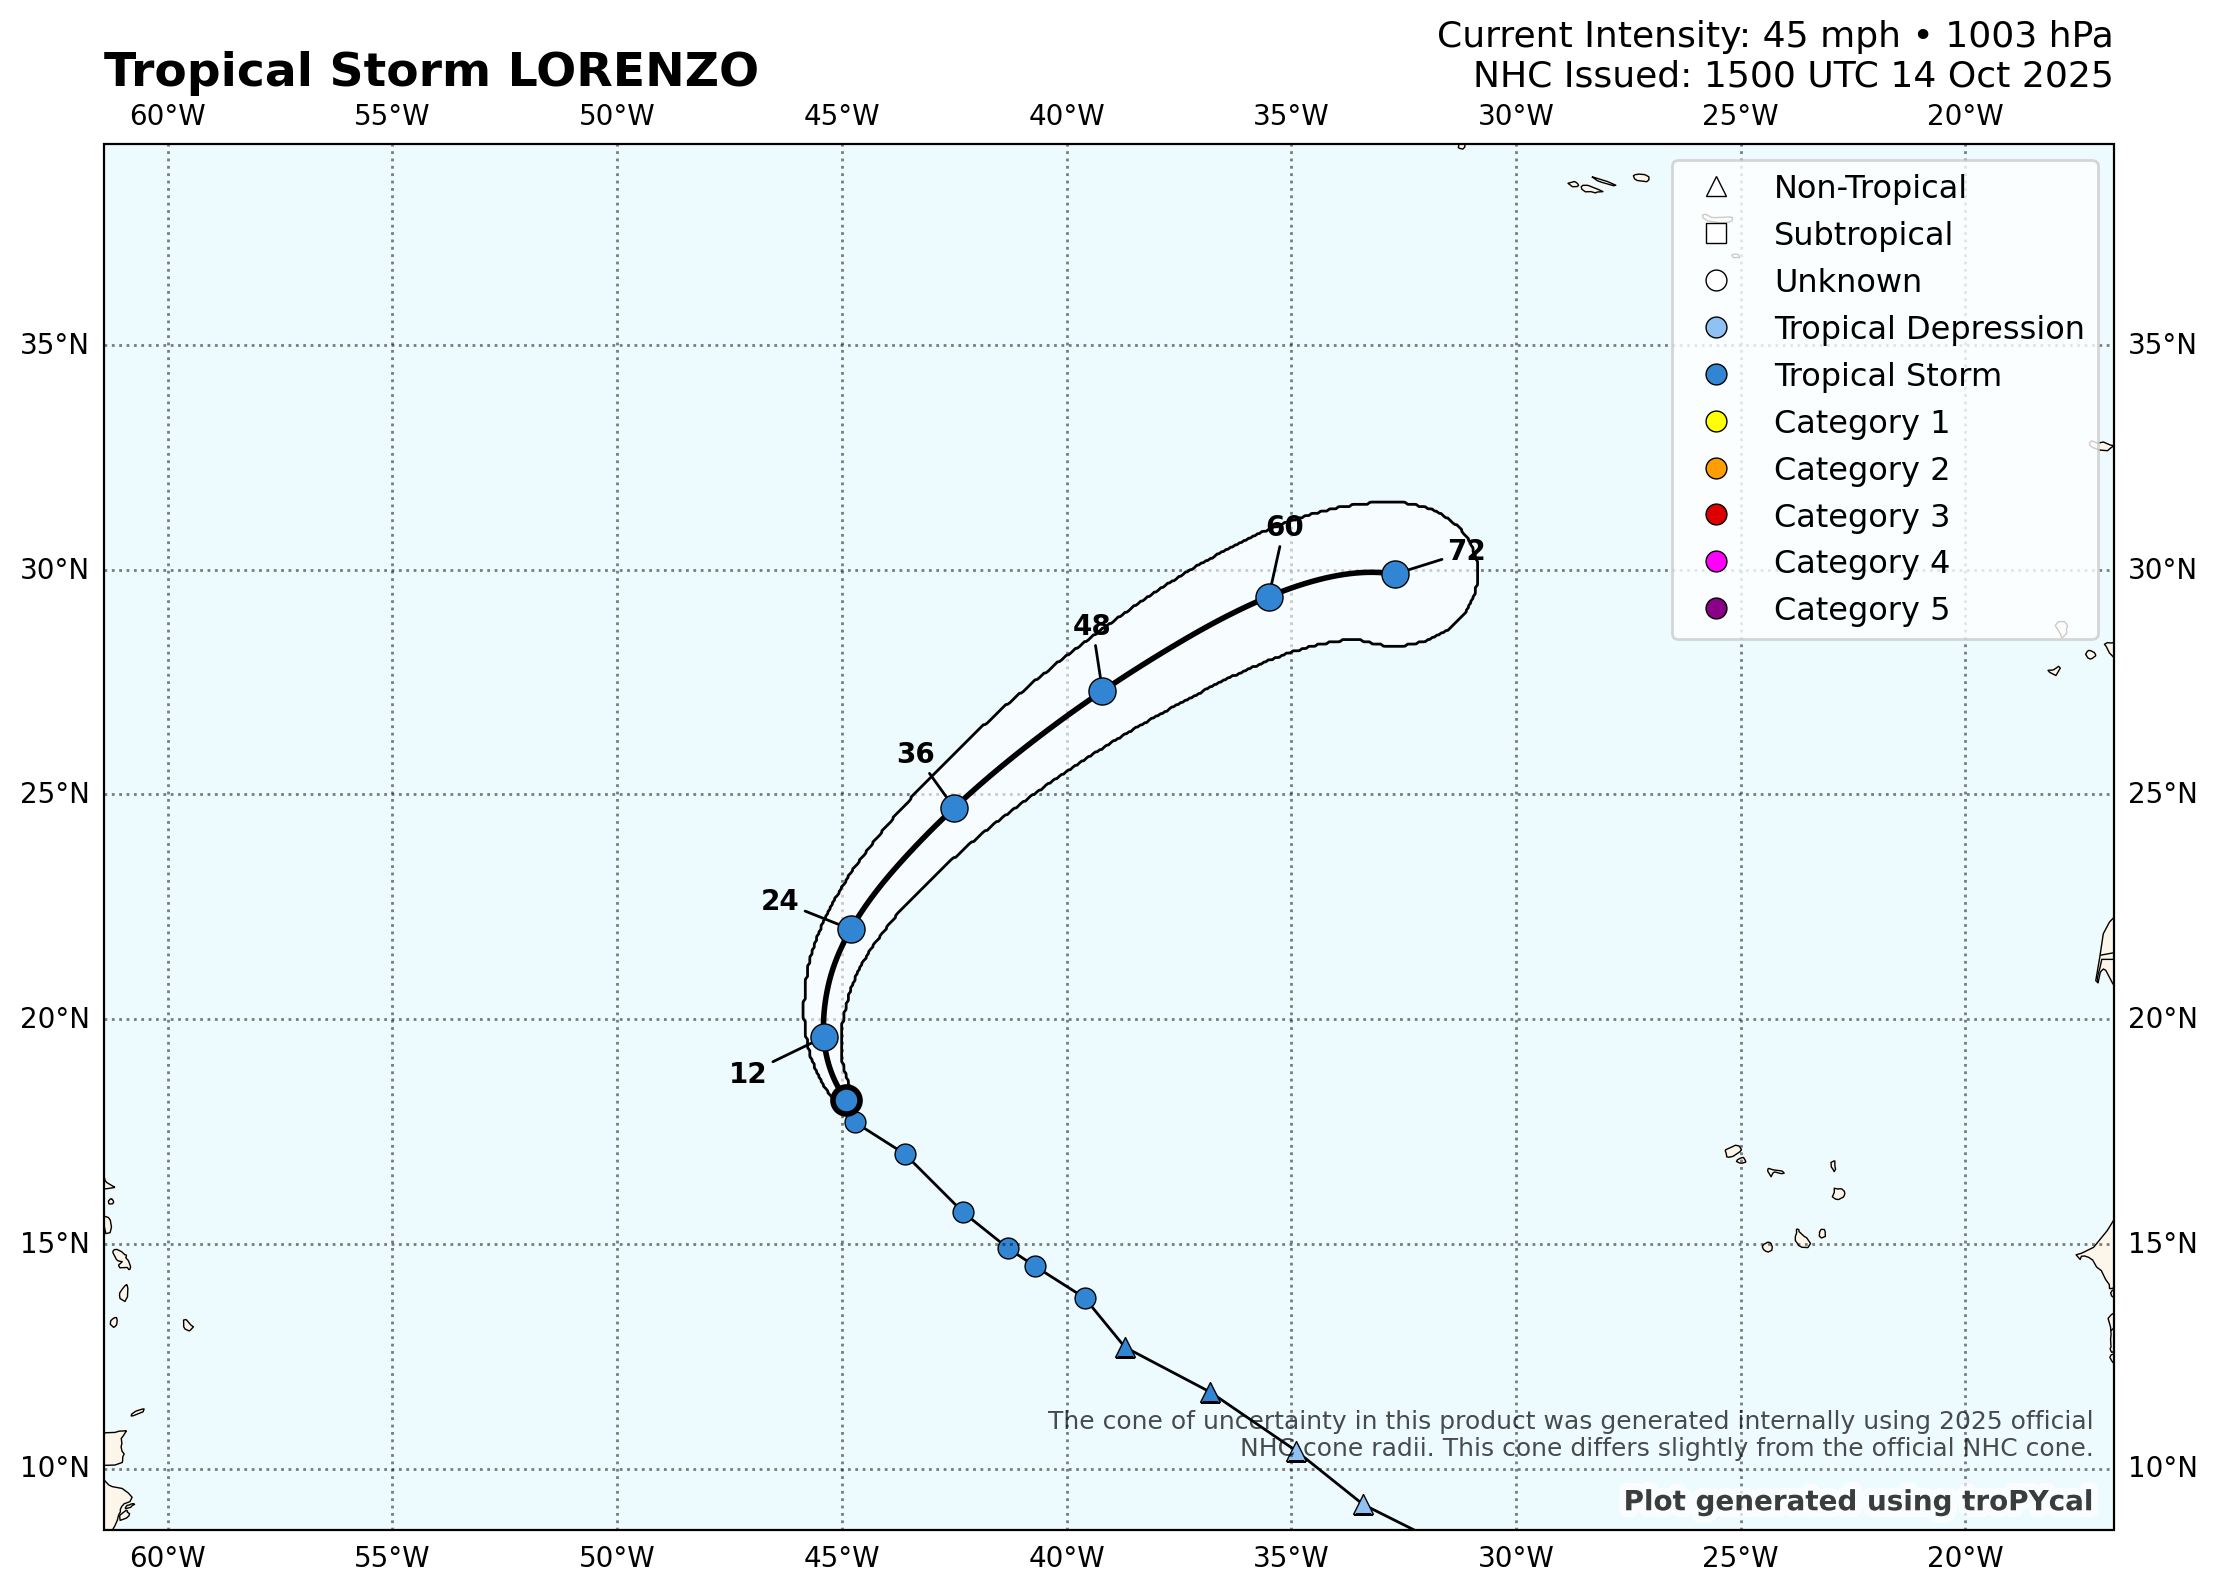 Tropical Storm LORENZO
Current Intensity: 45 mph • 1003 hPa
NHC Issued: 1500 UTC 14 Oct 2025
60°W 55°W 50°W 45°W 40°W 35°W 30°W 25°W 20°W
Non-Tropical
Subtropical
Unknown
Tropical Depression
Tropical Storm
Category 1
Category 2
Category 3
Category 4
Category 5
35°N 35°N
30°N 30°N
25°N 25°N
20°N 20°N
15°N 15°N
10°N 10°N
60
72
48
36
24
12
The cone of uncertainty in this product was generated internally using 2025 official
NHC cone radii. This cone differs slightly from the official NHC cone.
Plot generated using troPYcal
60°W 55°W 50°W 45°W 40°W 35°W 30°W 25°W 20°W